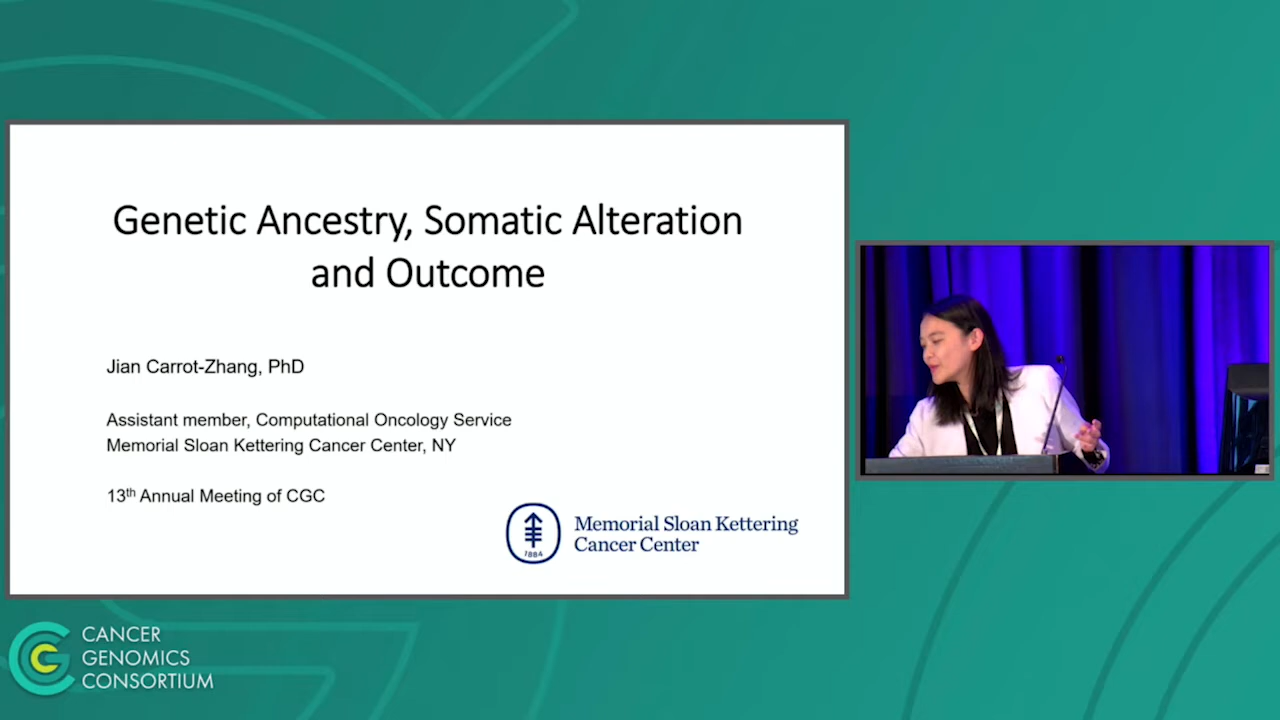 Genetic Ancestry, Somatic Alteration
and Outcome
Jian Carrot-Zhang, PhD
Assistant member, Computational Oncology Service
Memorial Sloan Kettering Cancer Center, NY
13th Annual Meeting of CGC
1884
Memorial Sloan Kettering
Cancer Center
CANCER
GENOMICS
CONSORTIUM